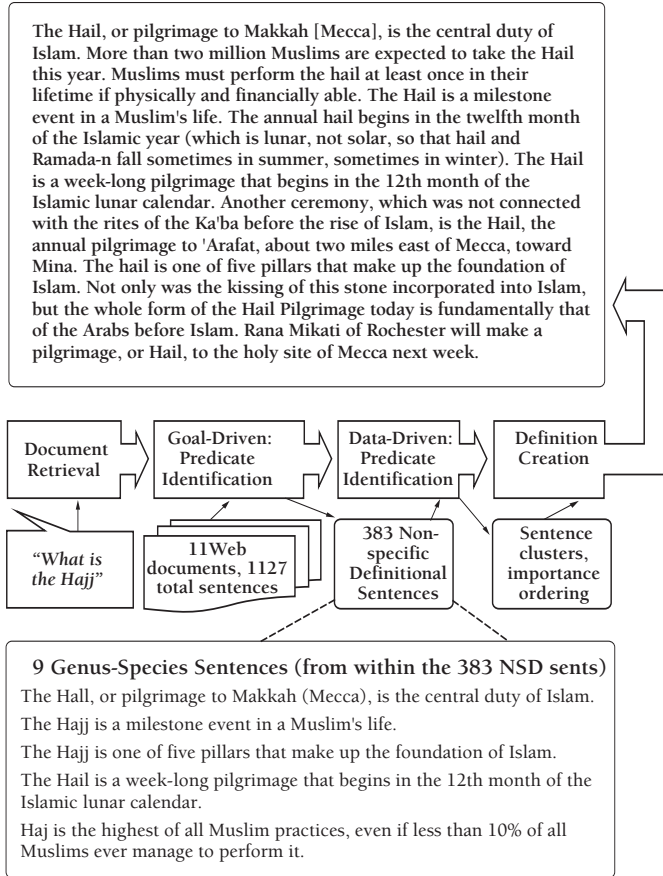 The Hail, or pilgrimage to Makkah [Mecca], is the central duty of
Islam. More than two million Muslims are expected to take the Hail
this year. Muslims must perform the hail at least once in their
lifetime if physically and financially able. The Hail is a milestone
event in a Muslim's life. The annual hail begins in the twelfth month
of the Islamic year (which is lunar, not solar, so that hail and
Ramada-n fall sometimes in summer, sometimes in winter). The Hail
is a week-long pilgrimage that begins in the 12th month of the
Islamic lunar calendar. Another ceremony, which was not connected
with the rites of the Ka'ba before the rise of Islam, is the Hail, the
annual pilgrimage to 'Arafat, about two miles east of Mecca, toward
Mina. The hail is one of five pillars that make up the foundation of
Islam. Not only was the kissing of this stone incorporated into Islam,
but the whole form of the Hail Pilgrimage today is fundamentally that
of the Arabs before Islam. Rana Mikati of Rochester will make a
pilgrimage, or Hail, to the holy site of Mecca next week.
Document
Retrieval
Goal-Driven:
Predicate
Identification
Data-Driven:
Predicate
Identification
Definition
Creation
“What is
the Hajj”
11Web
documents, 1127
total sentences
383 Non-
specific
Definitional
Sentences
Sentence
clusters,
importance
ordering
9 Genus-Species Sentences (from within the 383 NSD sents)
The Hall, or pilgrimage to Makkah (Mecca), is the central duty of Islam.
The Hajj is a milestone event in a Muslim's life.
The Hajj is one of five pillars that make up the foundation of Islam.
The Hail is a week-long pilgrimage that begins in the 12th month of the
Islamic lunar calendar.
Haj is the highest of all Muslim practices, even if less than 10% of all
Muslims ever manage to perform it.